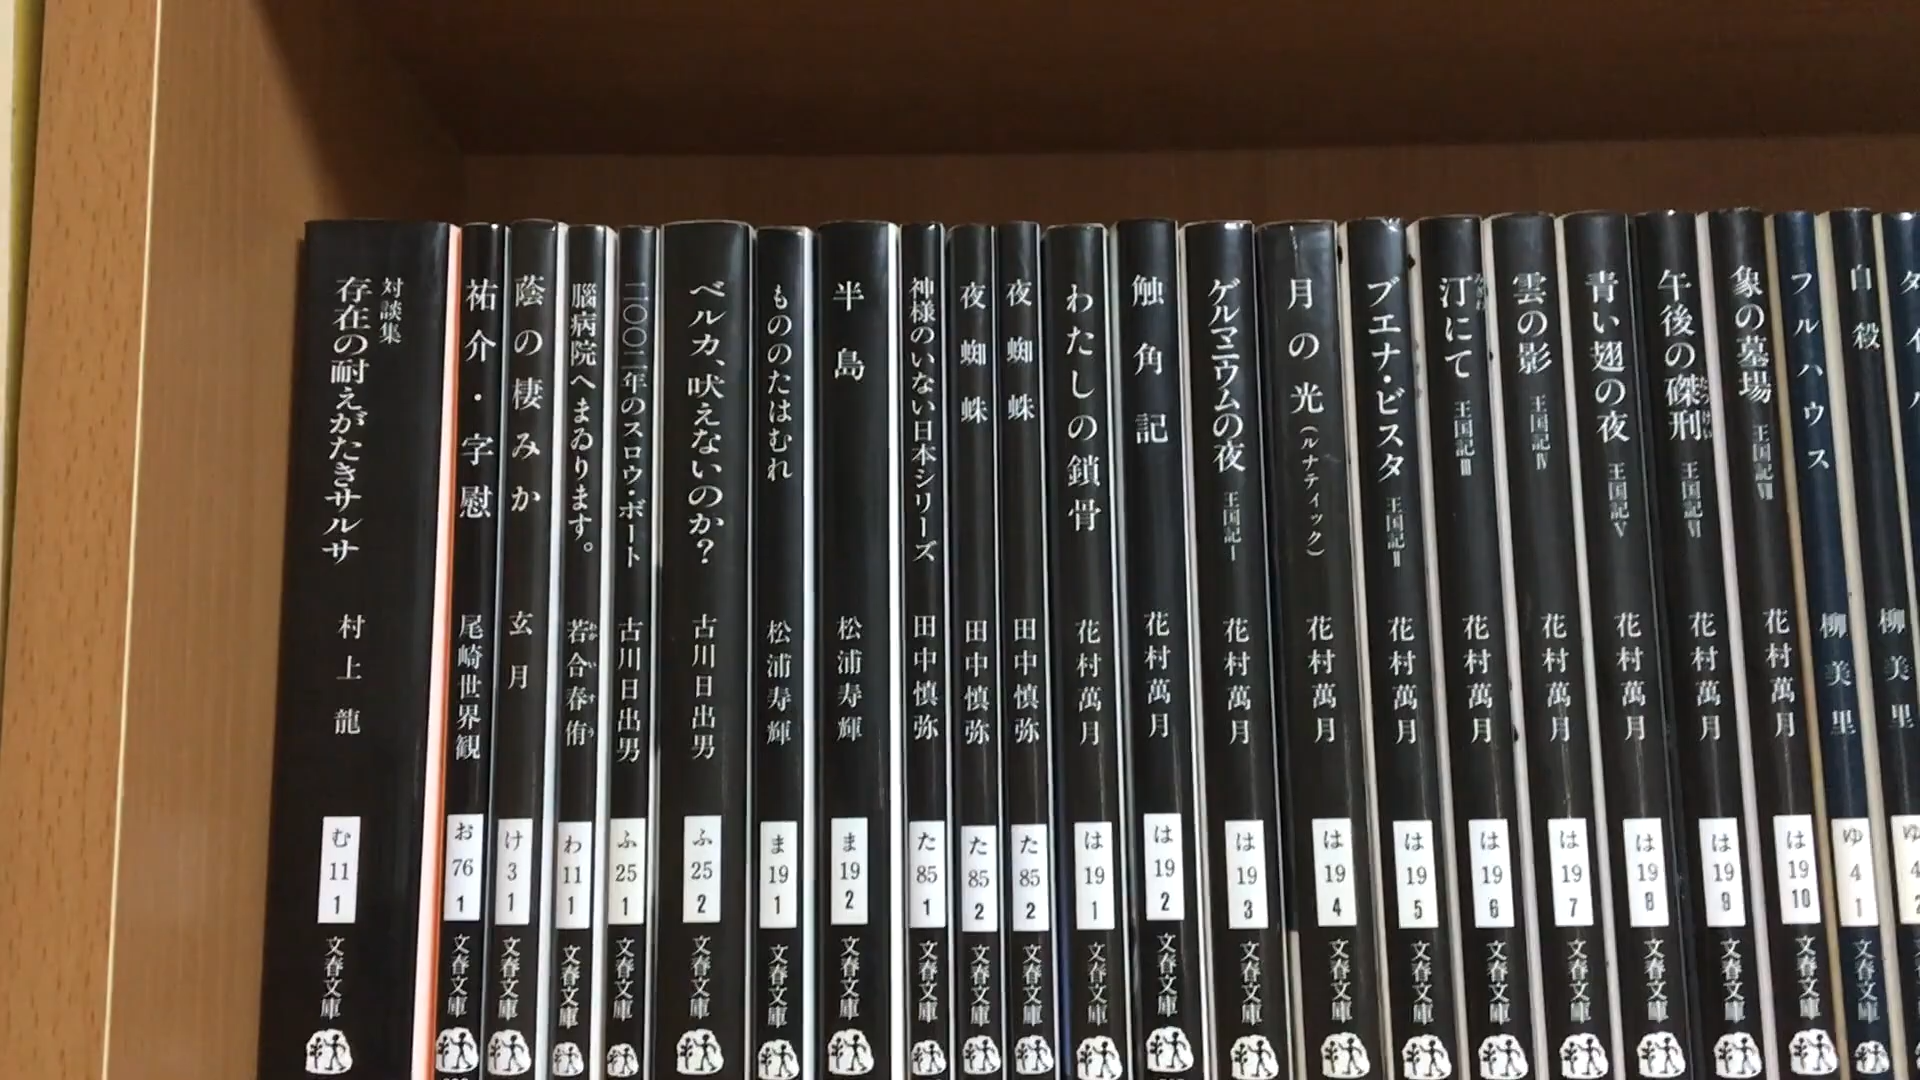 対談集
存在の耐えがたきサルサ
村上龍
む
11
1
文春文庫
祐介・字慰
尾崎世界観
お
76
1
文春文庫
蔭の棲みか
玄月
け
3
1
文春文庫
脳病院へまゐります。
若合春侑
わかいすう
わ
11
1
文春文庫
二〇〇二年のスロウ・ボート
古川日出男
ふ
25
1
文春文庫
ベルカ、吠えないのか?
古川日出男
ふ
25
2
文春文庫
もののたはむれ
松浦寿輝
ま
19
1
文春文庫
半島
松浦寿輝
ま
19
2
文春文庫
神様のいない日本シリーズ
田中慎弥
た
85
1
文春文庫
夜蜘蛛
田中慎弥
た
85
2
文春文庫
夜蜘蛛
田中慎弥
た
85
2
文春文庫
わたしの鎖骨
花村萬月
は
19
1
文春文庫
触角記
花村萬月
は
19
2
文春文庫
ゲルマニウムの夜 王国記Ⅰ
花村萬月
は
19
3
文春文庫
月の光(ルナティック)
花村萬月
は
19
4
文春文庫
ブエナ・ビスタ 王国記Ⅱ
花村萬月
は
19
5
文春文庫
汀にて 王国記Ⅲ
みぎわ
花村萬月
は
19
6
文春文庫
雲の影 王国記Ⅳ
花村萬月
は
19
7
文春文庫
青い翅の夜 王国記Ⅴ
花村萬月
は
19
8
文春文庫
午後の磔刑 王国記Ⅵ
たっけい
花村萬月
は
19
9
文春文庫
象の墓場 王国記Ⅶ
花村萬月
は
19
10
文春文庫
フルハウス
柳美里
ゆ
4
1
文春文庫
自殺
柳美里
ゆ
4
2